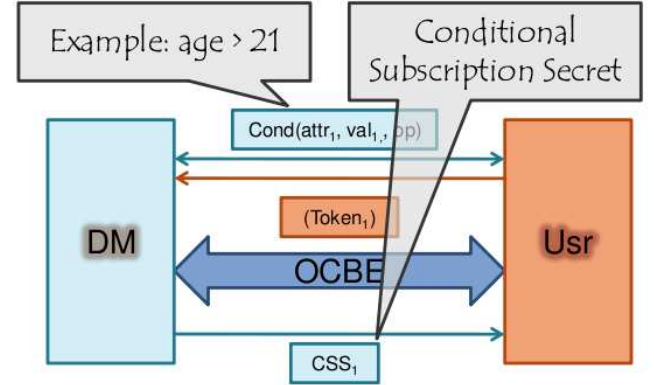 Example: age > 21
Conditional
Subscription Secret
Cond(attr₁, val₁,, op)
(Token₁)
DM
Usr
OCBE
CSS₁